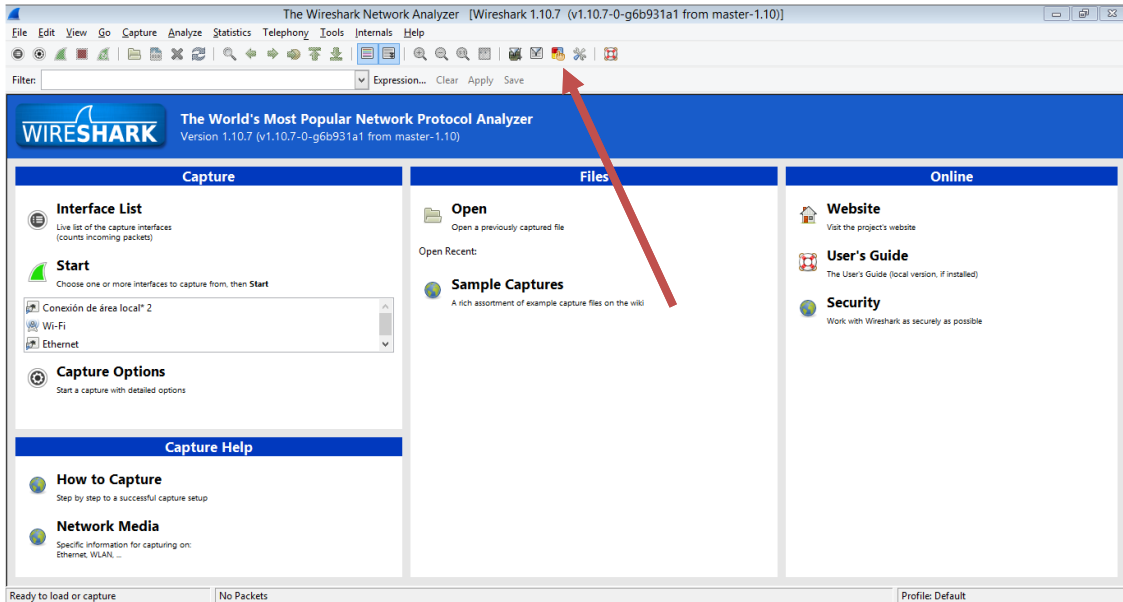 The Wireshark Network Analyzer [Wireshark 1.10.7 (v1.10.7-0-g6b931a1 from master-1.10)]
File Edit View Go Capture Analyze Statistics Telephony Tools Internals Help
Filter: Expression... Clear Apply Save
WIRESHARK
The World's Most Popular Network Protocol Analyzer
Version 1.10.7 (v1.10.7-0-g6b931a1 from master-1.10)
Capture
Interface List
Live list of the capture interfaces
(counts incoming packets)
Start
Choose one or more interfaces to capture from, then Start
Conexión de área local* 2
Wi-Fi
Ethernet
Capture Options
Start a capture with detailed options
Capture Help
How to Capture
Step by step to a successful capture setup
Network Media
Specific information for capturing on:
Ethernet, WLAN, ...
Files
Open
Open a previously captured file
Open Recent:
Sample Captures
A rich assortment of example capture files on the wiki
Online
Website
Visit the project's website
User's Guide
The User's Guide (local version, if installed)
Security
Work with Wireshark as securely as possible
Ready to load or capture
No Packets
Profile: Default